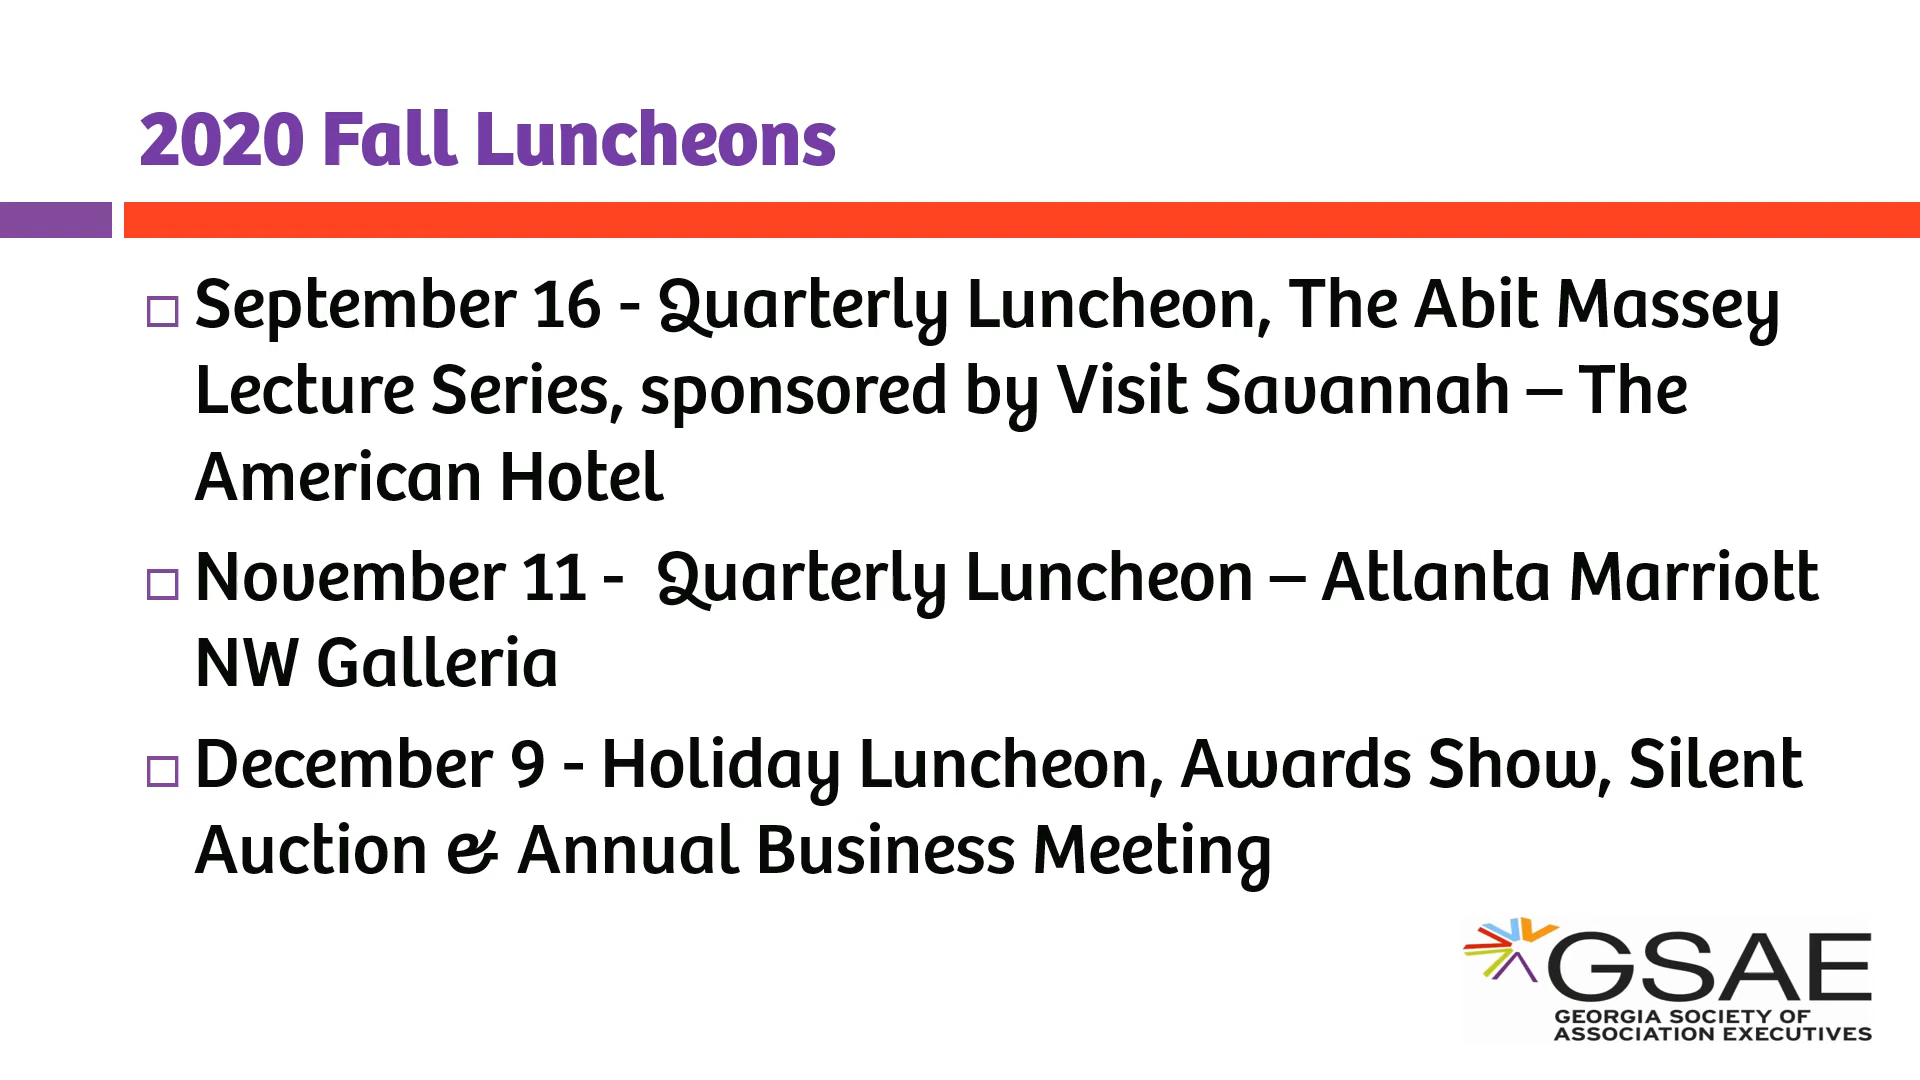 2020 Fall Luncheons
September 16 - Quarterly Luncheon, The Abit Massey
Lecture Series, sponsored by Visit Savannah – The
American Hotel
November 11 -  Quarterly Luncheon – Atlanta Marriott
NW Galleria
December 9 - Holiday Luncheon, Awards Show, Silent
Auction & Annual Business Meeting
GSAE
GEORGIA SOCIETY OF
ASSOCIATION EXECUTIVES